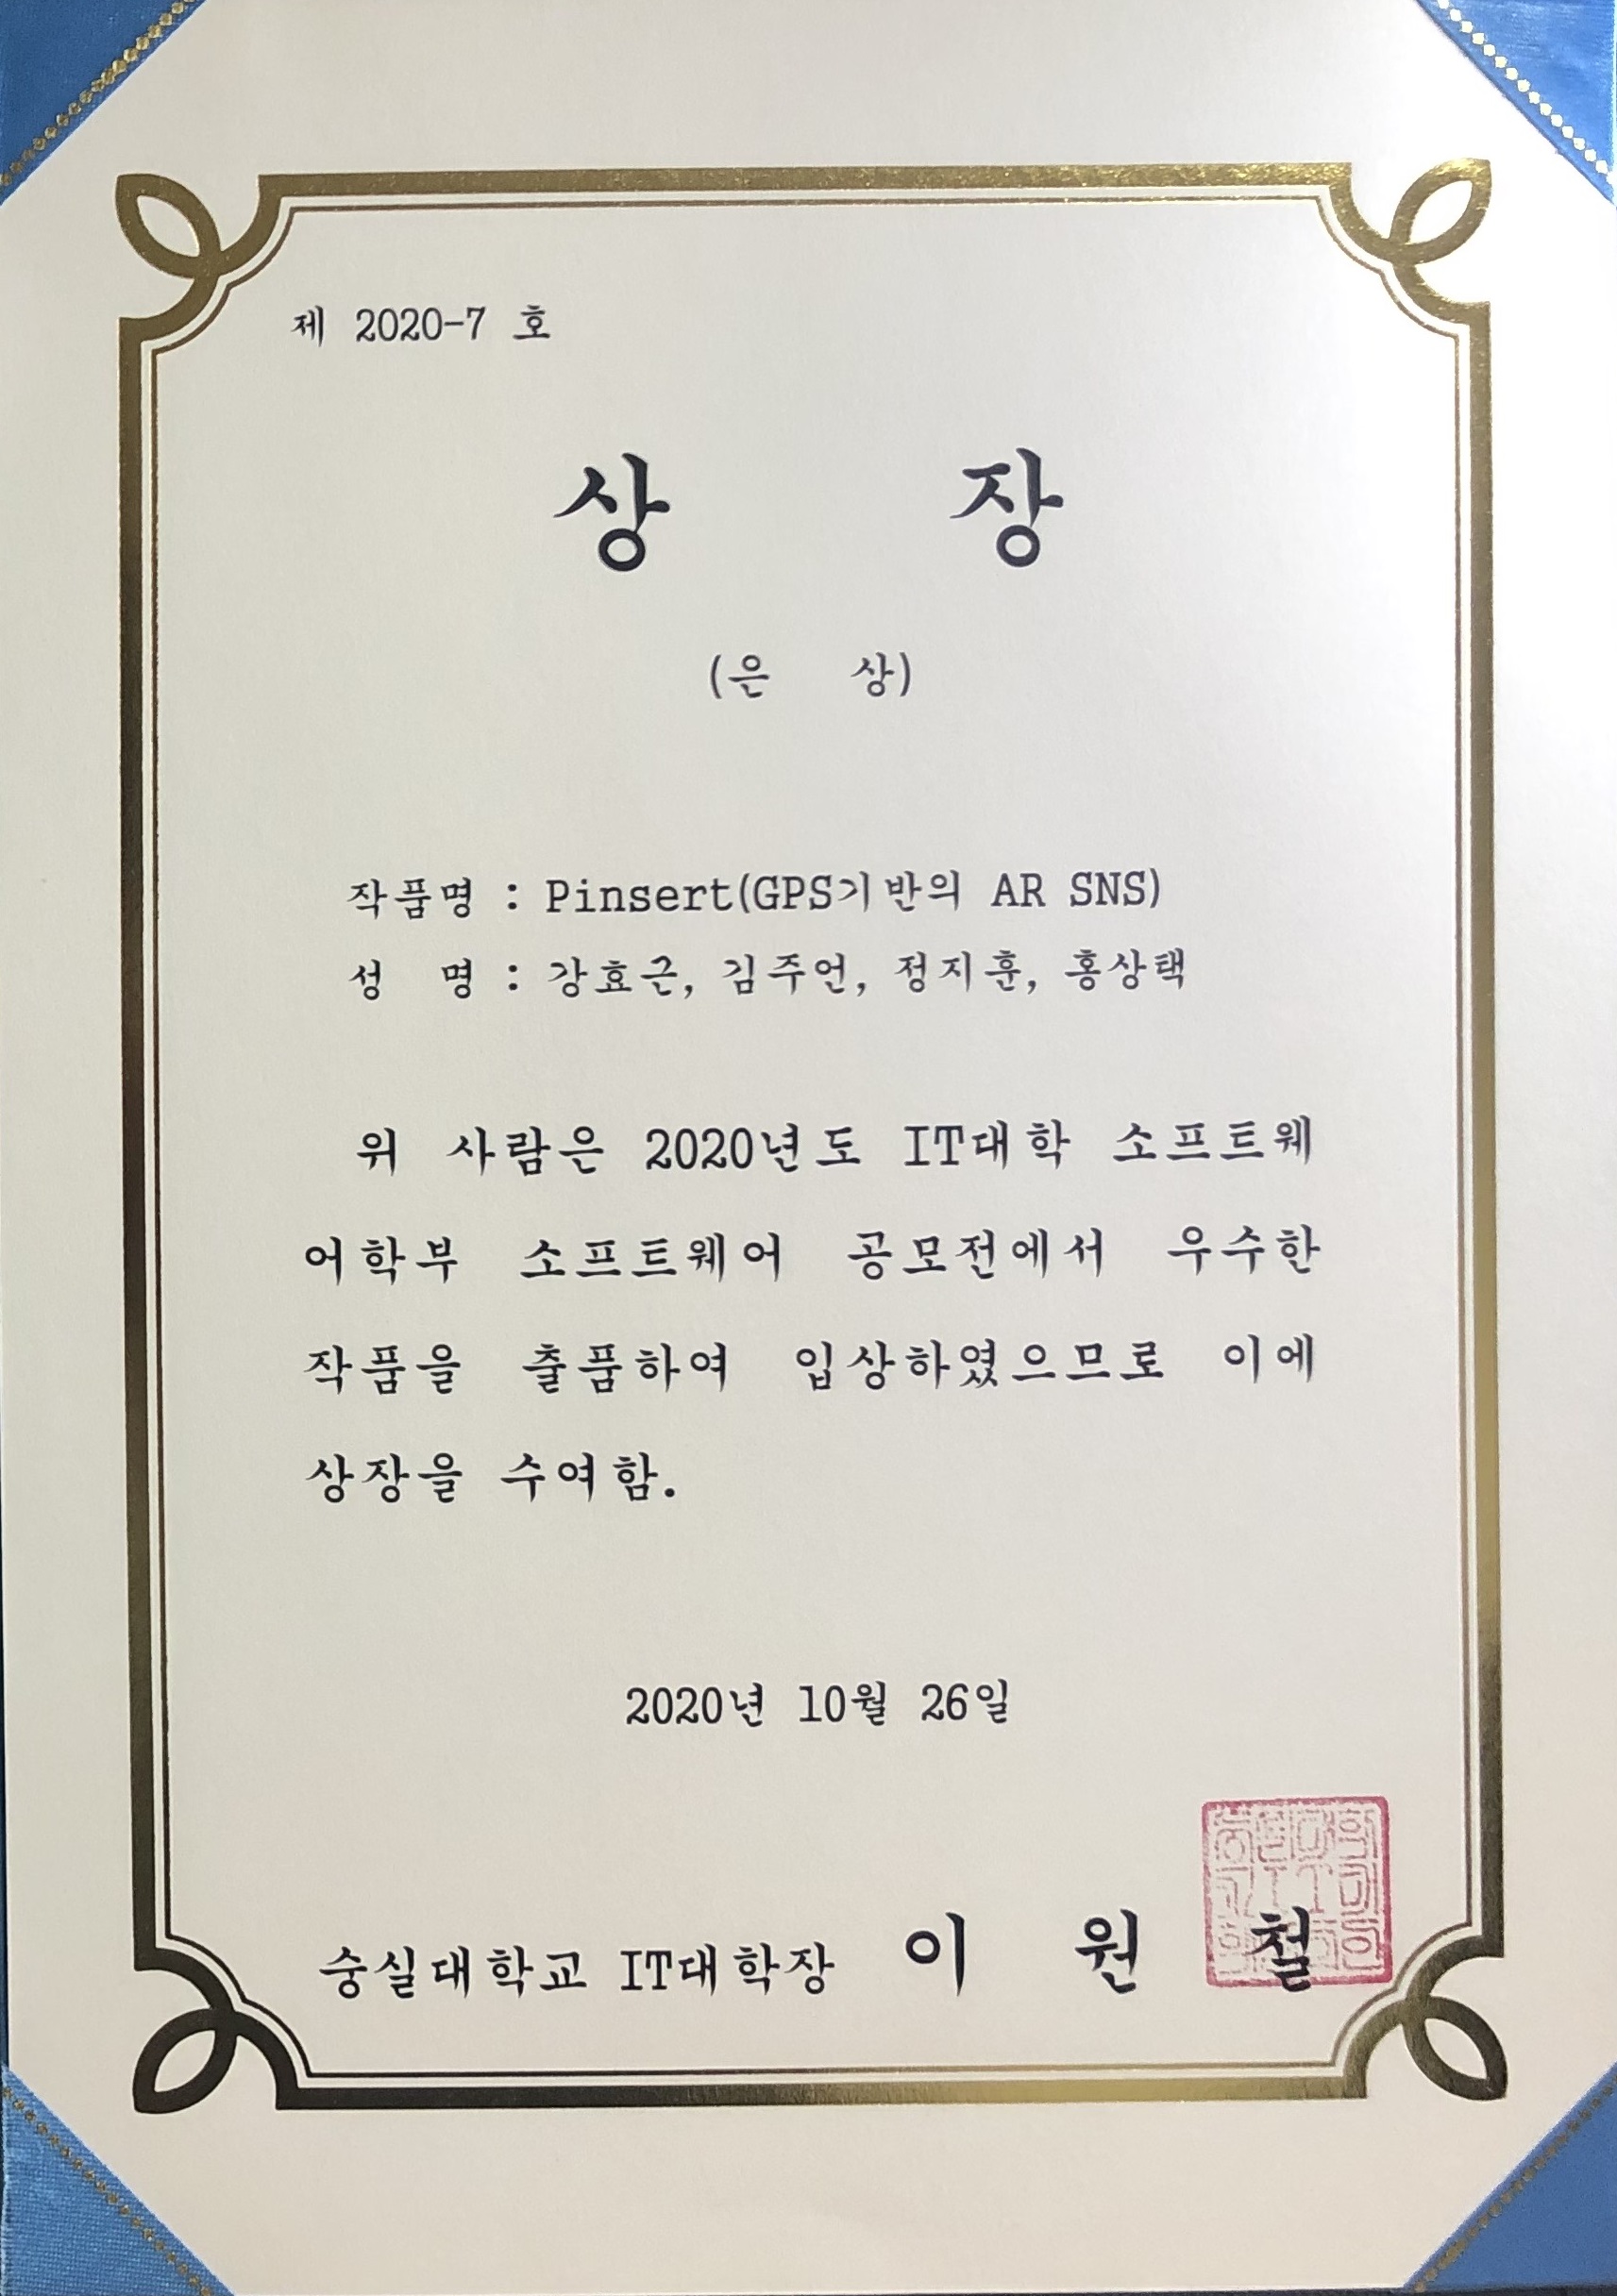 제 2020-7 호
상 장
(은 상)
작품명 : Pinsert(GPS기반의 AR SNS)
성 명 : 강효근, 김주언, 정지훈, 홍상택
위 사람은 2020년도 IT대학 소프트웨
어학부 소프트웨어 공모전에서 우수한
작품을 출품하여 입상하였으므로 이에
상장을 수여함.
2020년 10월 26일
숭실대학교 IT대학장 이 원 철